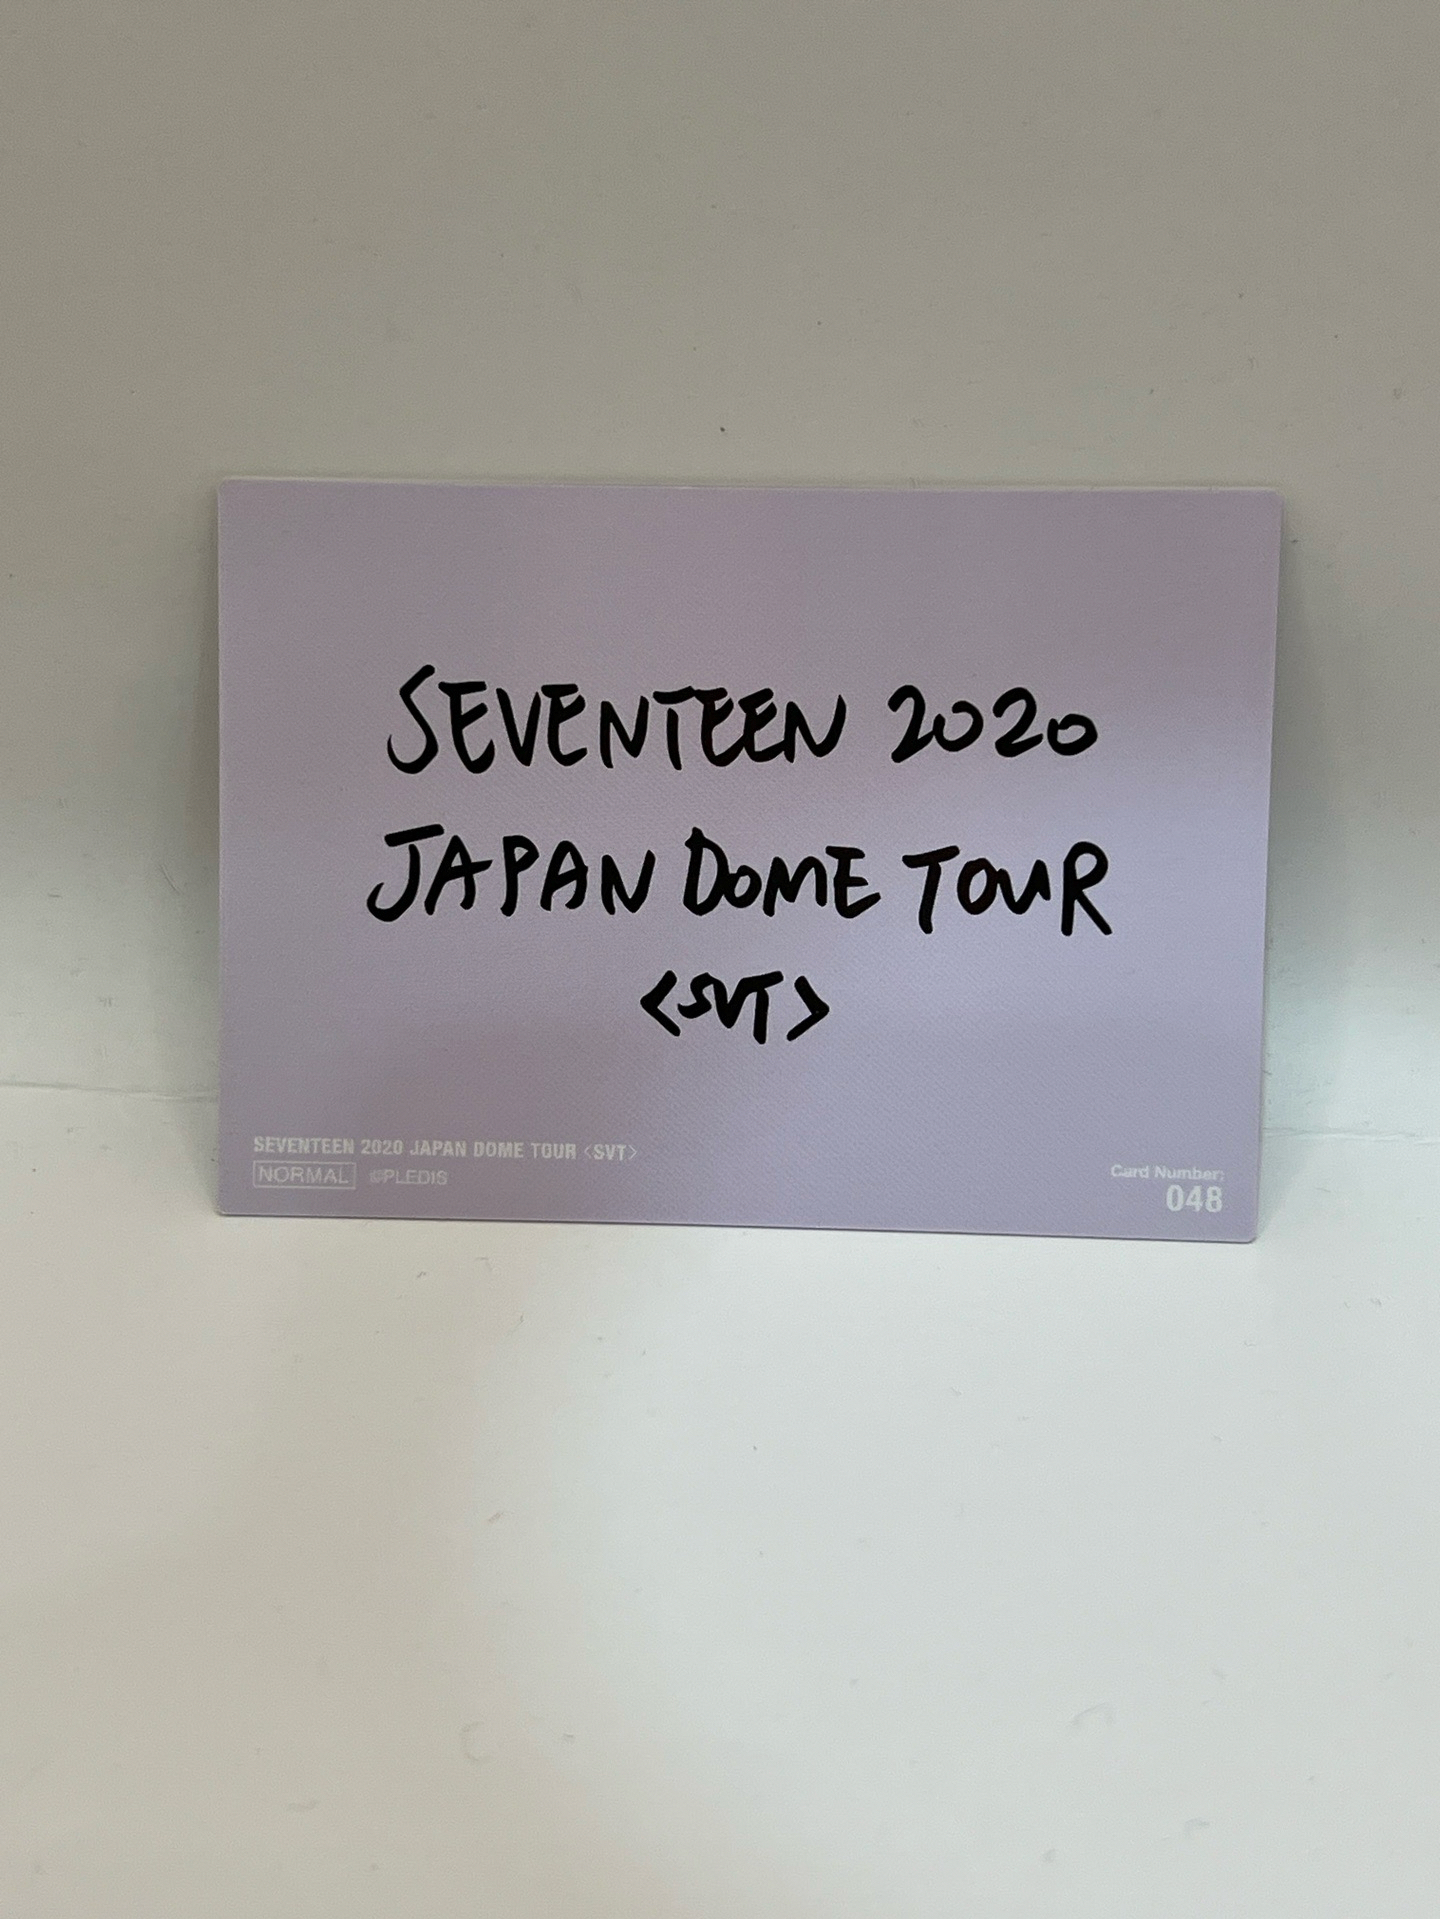 SEVENTEEN 2020
JAPAN DOME TOUR
<SVT>
SEVENTEEN 2020 JAPAN DOME TOUR <SVT>
NORMAL ©PLEDIS
Card Number:
048